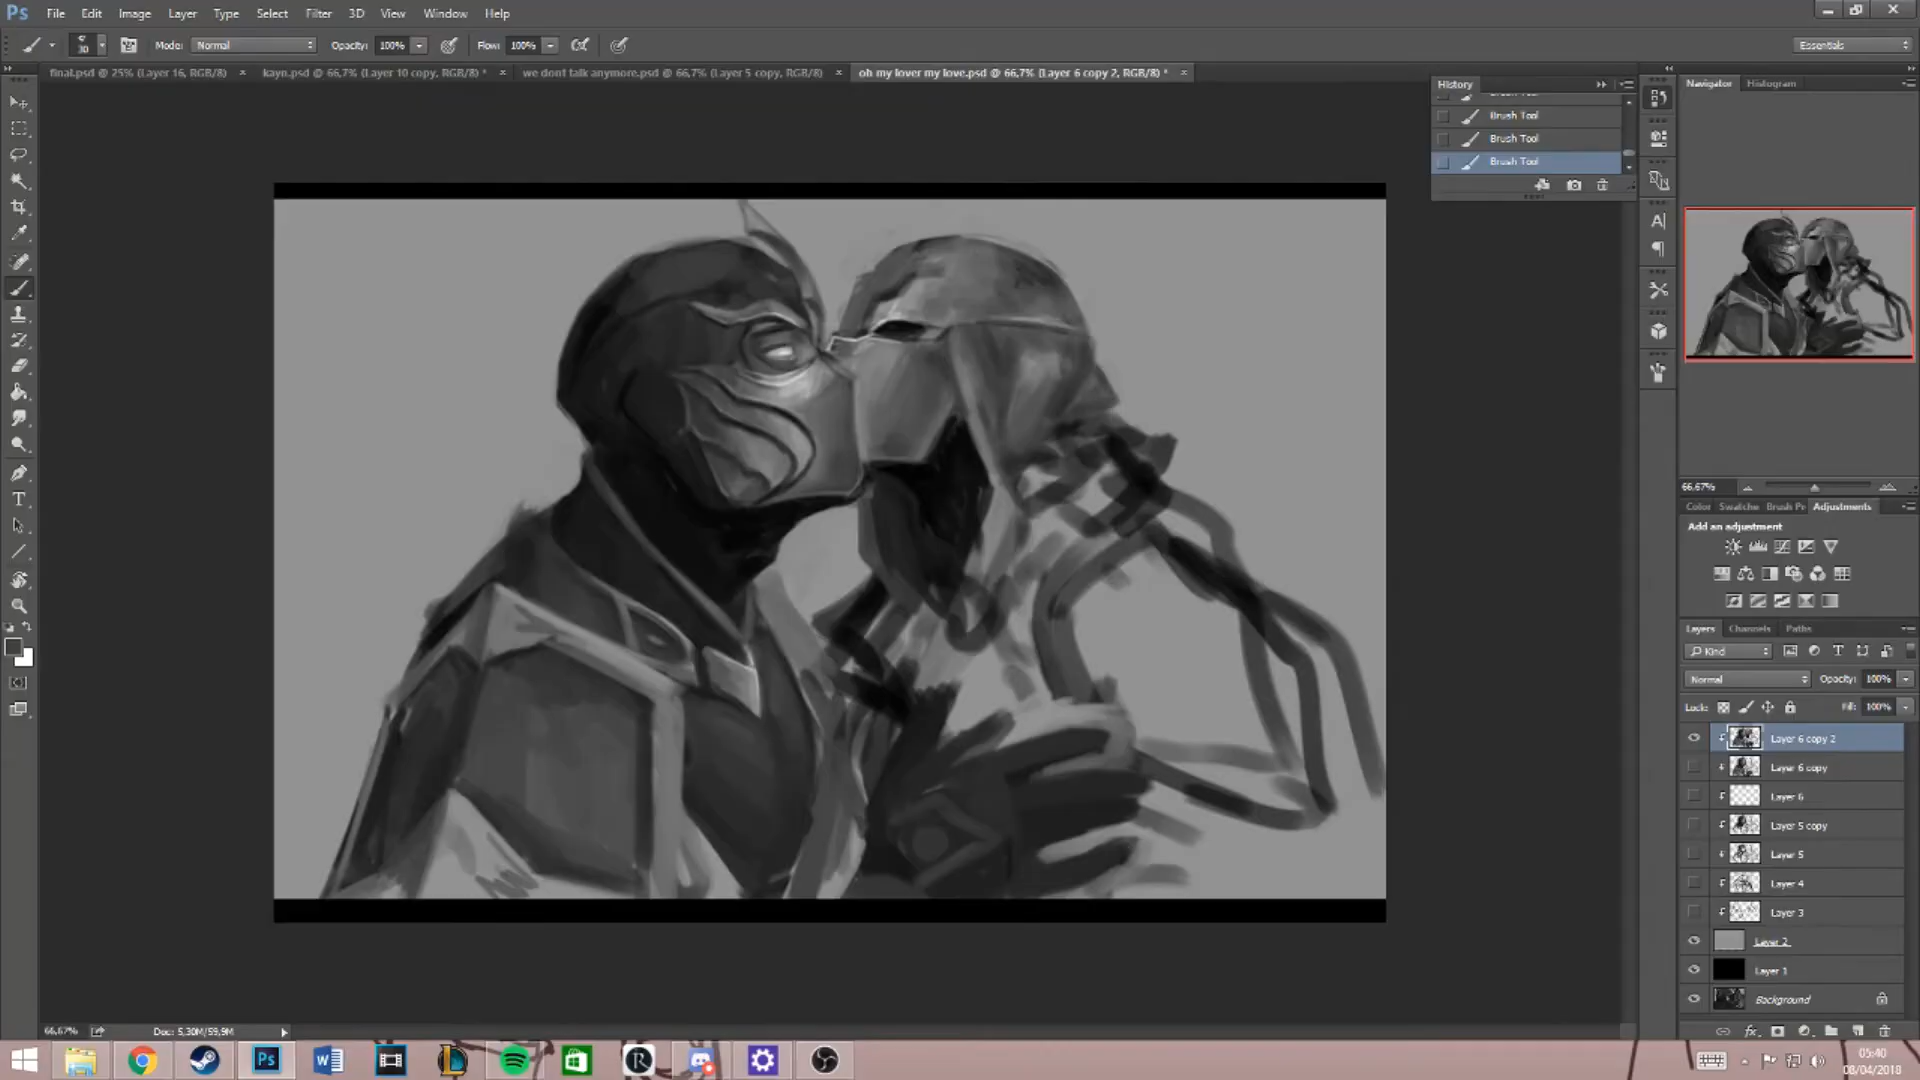 Ps File Edit Image Layer Type Select Filter 3D View Window Help
30 Mode: Normal Opacity: 100% Flow: 100% Essentials
final.psd @ 25% (Layer 16, RGB/8) kayn.psd @ 66,7% (Layer 10 copy, RGB/8) * we dont talk anymore.psd @ 66,7% (Layer 5 copy, RGB/8) oh my lover my love.psd @ 66,7% (Layer 6 copy 2, RGB/8) *
History
Brush Tool
Brush Tool
Brush Tool
Navigator Histogram
66,67%
Color Swatche Brush Pr Adjustments
Add an adjustment
Layers Channels Paths
Kind
Normal Opacity: 100%
Lock: Fill: 100%
Layer 6 copy 2
Layer 6 copy
Layer 6
Layer 5 copy
Layer 5
Layer 4
Layer 3
Layer 2
Layer 1
Background
66,67% Doc: 5,30M/59,9M
05:40
08/04/2018